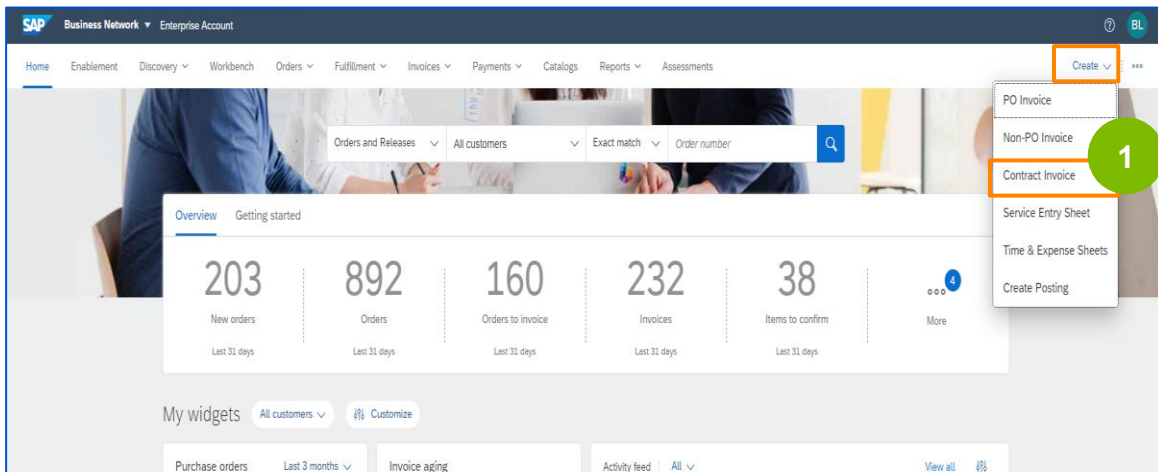 SAP Business Network Enterprise Account BL
Home Enablement Discovery Workbench Orders Fulfillment Invoices Payments Catalogs Reports Assessments Create
PO Invoice
Non-PO Invoice
Contract Invoice
Service Entry Sheet
Time & Expense Sheets
Create Posting
1
Orders and Releases All customers Exact match Order number
Overview Getting started
203 892 160 232 38 4
New orders Orders Orders to invoice Invoices Items to confirm More
Last 31 days Last 31 days Last 31 days Last 31 days Last 31 days
My widgets All customers Customize
Purchase orders Last 3 months Invoice aging Activity feed All View all